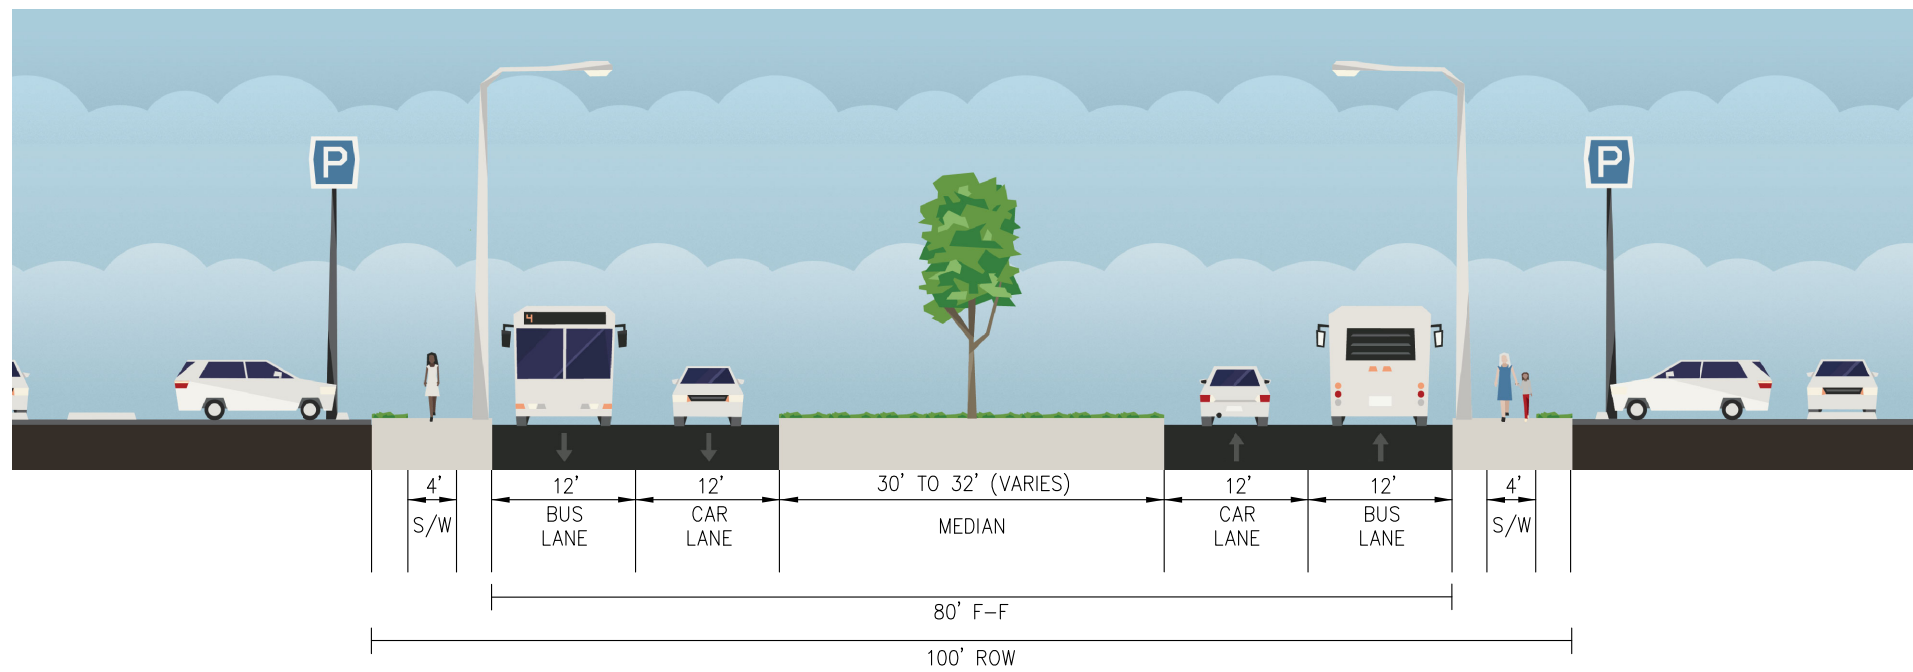 P
P
4
4'
12'
12'
30' TO 32' (VARIES)
12'
12'
4'
S/W
BUS
LANE
CAR
LANE
MEDIAN
CAR
LANE
BUS
LANE
S/W
80' F-F
100' ROW